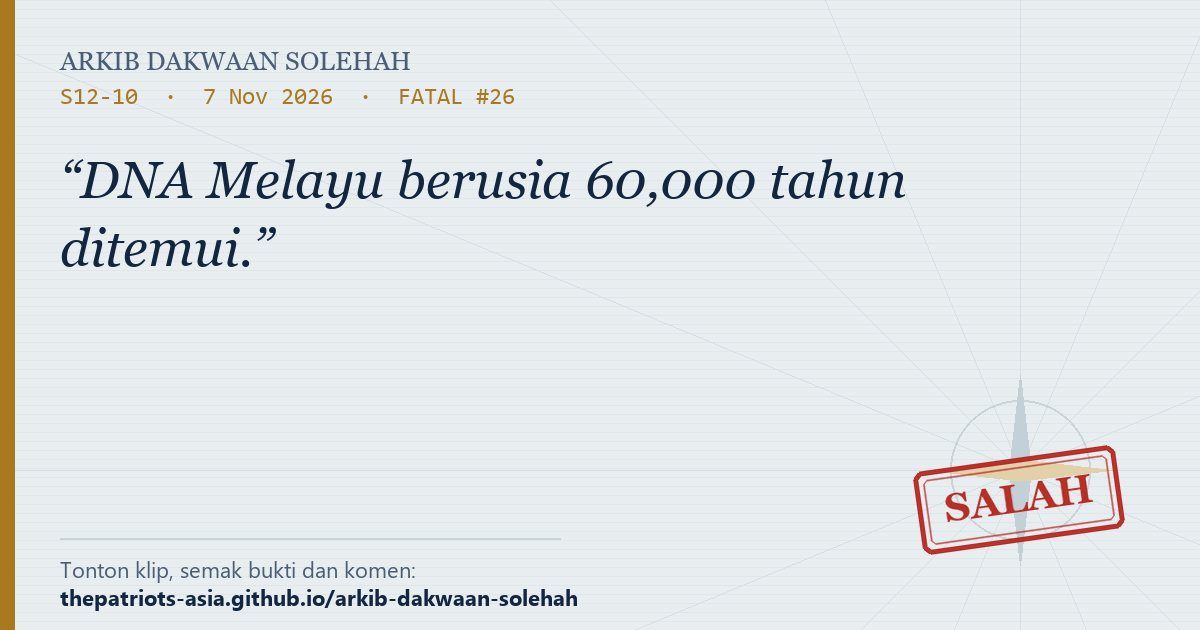 ARKIB DAKWAAN SOLEHAH
S12-10 · 7 Nov 2026 · FATAL #26
“DNA Melayu berusia 60,000 tahun
ditemui.”
SALAH
Tonton klip, semak bukti dan komen:
thepatriots-asia.github.io/arkib-dakwaan-solehah